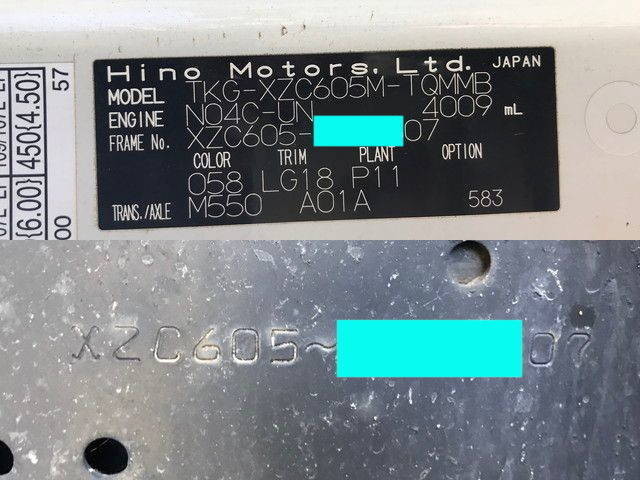 Hino Motors, Ltd. JAPAN
MODEL TKG-XZC605M-TQMMB
ENGINE N04C-UN 4009 mL
FRAME No. XZC605- 07
COLOR TRIM PLANT OPTION
058 LG18 P11
TRANS./AXLE M550 A01A 583
450{4.50}
{6.00}
57
00
XZC605~ 07